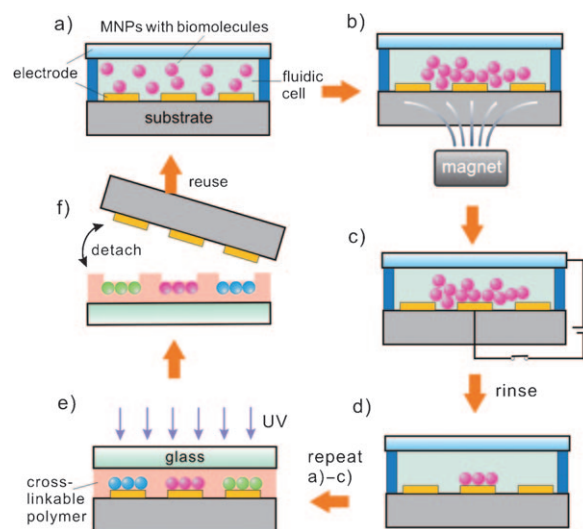 a)
MNPs with biomolecules
electrode
fluidic
cell
substrate
b)
magnet
c)
rinse
d)
repeat
a)–c)
e)
UV
glass
cross-
linkable
polymer
f)
detach
reuse